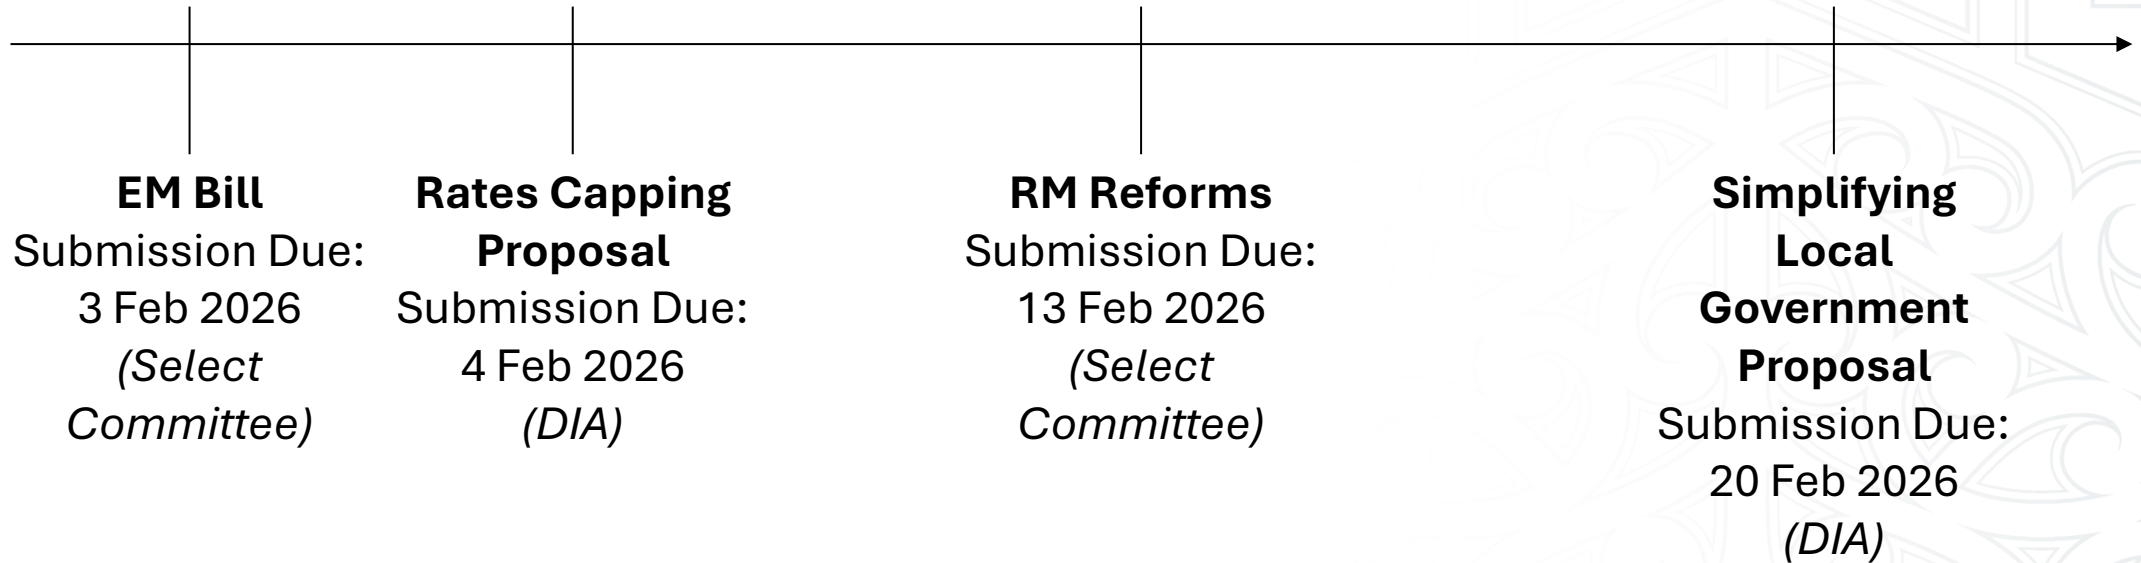 EM Bill
Submission Due:
3 Feb 2026
(Select
Committee)
Rates Capping
Proposal
Submission Due:
4 Feb 2026
(DIA)
RM Reforms
Submission Due:
13 Feb 2026
(Select
Committee)
Simplifying
Local
Government
Proposal
Submission Due:
20 Feb 2026
(DIA)